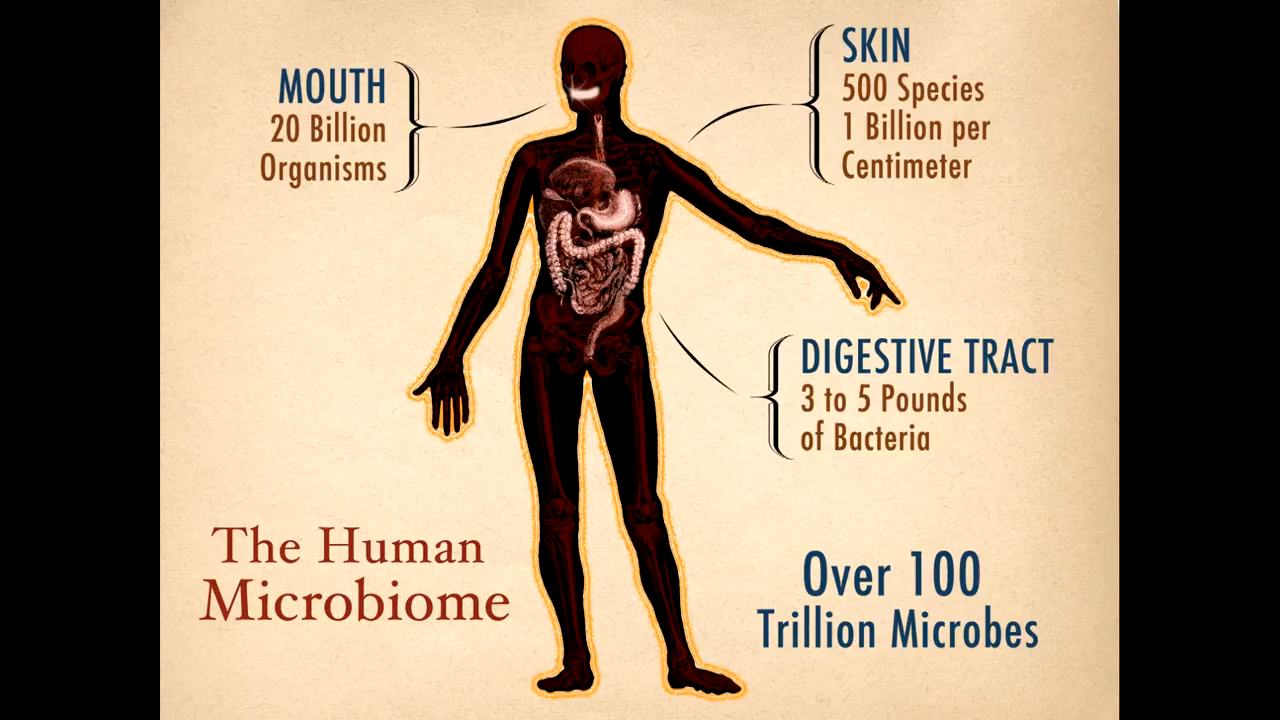 MOUTH
20 Billion
Organisms
SKIN
500 Species
1 Billion per
Centimeter
DIGESTIVE TRACT
3 to 5 Pounds
of Bacteria
The Human
Microbiome
Over 100
Trillion Microbes